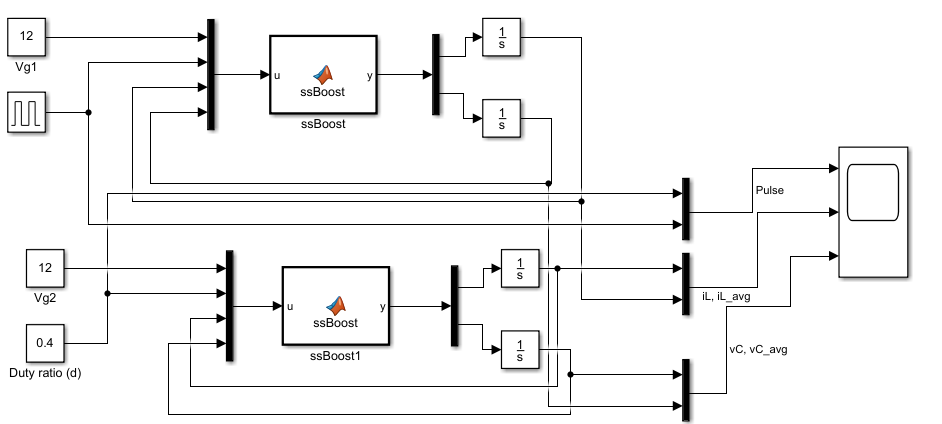 12
Vg1
u
ssBoost
y
ssBoost
1
s
1
s
Pulse
12
Vg2
0.4
Duty ratio (d)
u
ssBoost
y
ssBoost1
1
s
1
s
iL, iL_avg
vC, vC_avg